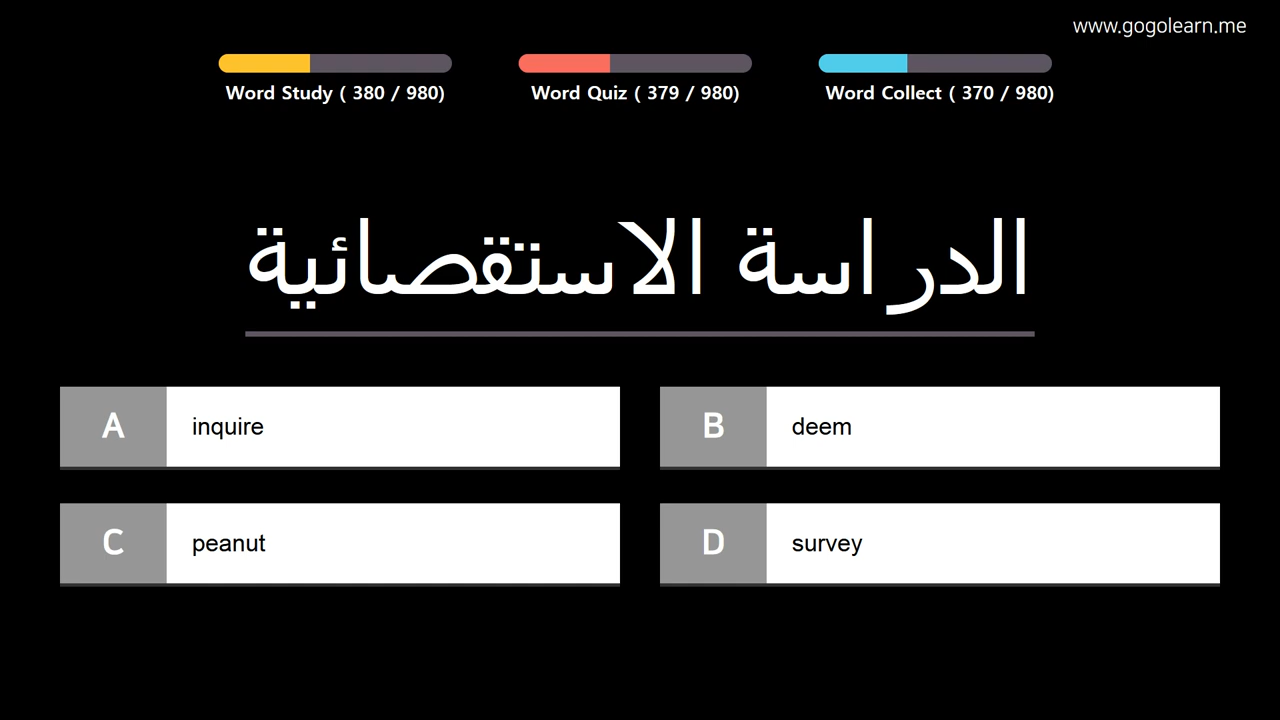 www.gogolearn.me
Word Study ( 380 / 980)
Word Quiz ( 379 / 980)
Word Collect ( 370 / 980)
الدراسة الاستقصائية
A inquire
B deem
C peanut
D survey